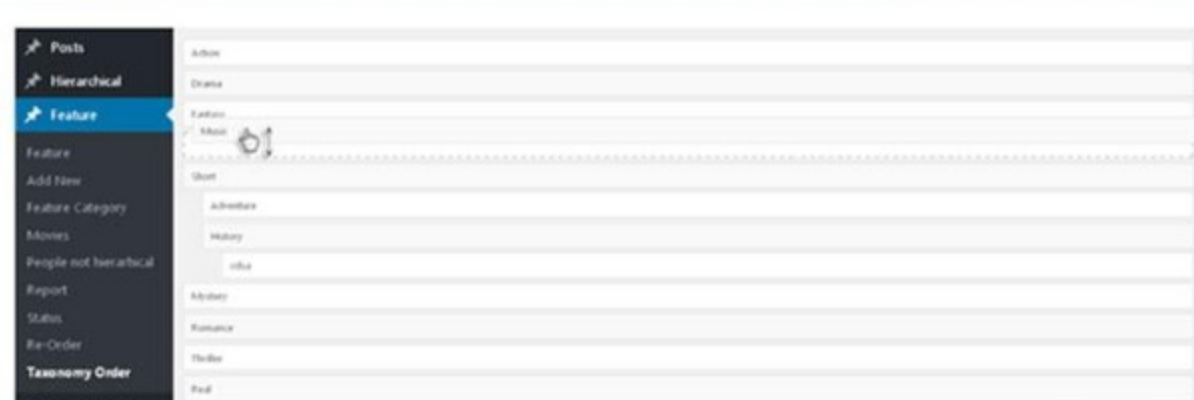 Posts
Hierarchical
Feature
Feature
Add New
Feature Category
Movies
People not hierarhical
Report
Status
Re-Order
Taxonomy Order
Action
Drama
Fantasy
Music
Short
Adventure
History
Mystery
Romance
Thriller